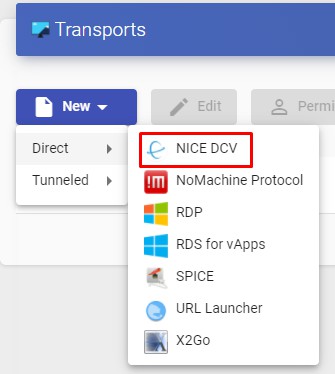 Transports
New
Edit
Permi
Direct
Tunneled
NICE DCV
NoMachine Protocol
RDP
RDS for vApps
SPICE
URL Launcher
X2Go